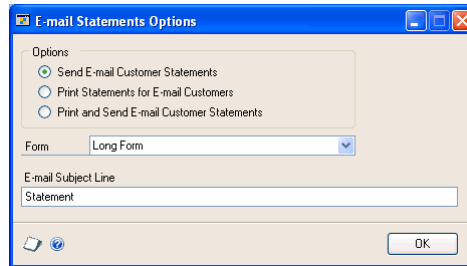 E-mail Statements Options
Options
Send E-mail Customer Statements
Print Statements for E-mail Customers
Print and Send E-mail Customer Statements
Form Long Form
E-mail Subject Line
Statement
OK